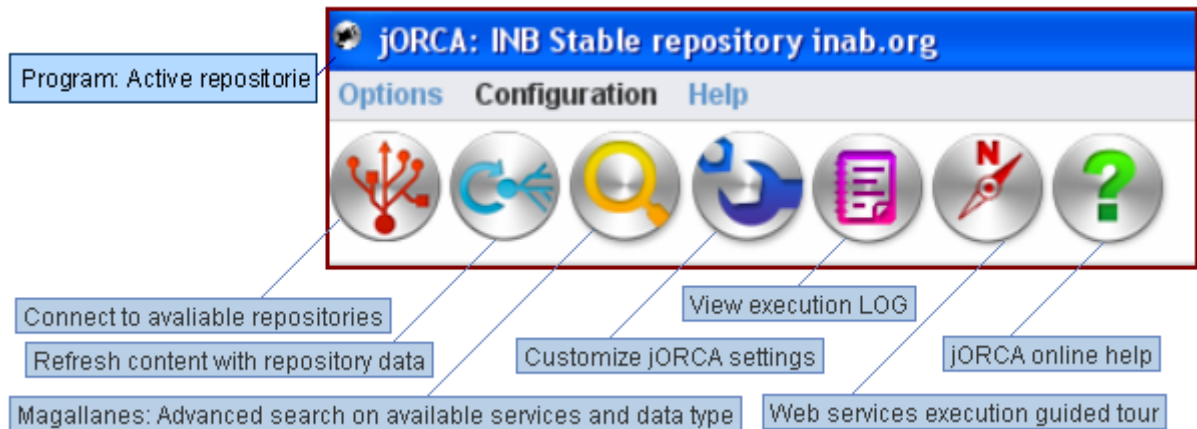 jORCA: INB Stable repository inab.org
Program: Active repositorie
Options Configuration Help
N
?
Connect to avaliable repositories
View execution LOG
Refresh content with repository data
Customize jORCA settings
jORCA online help
Magallanes: Advanced search on available services and data type
Web services execution guided tour